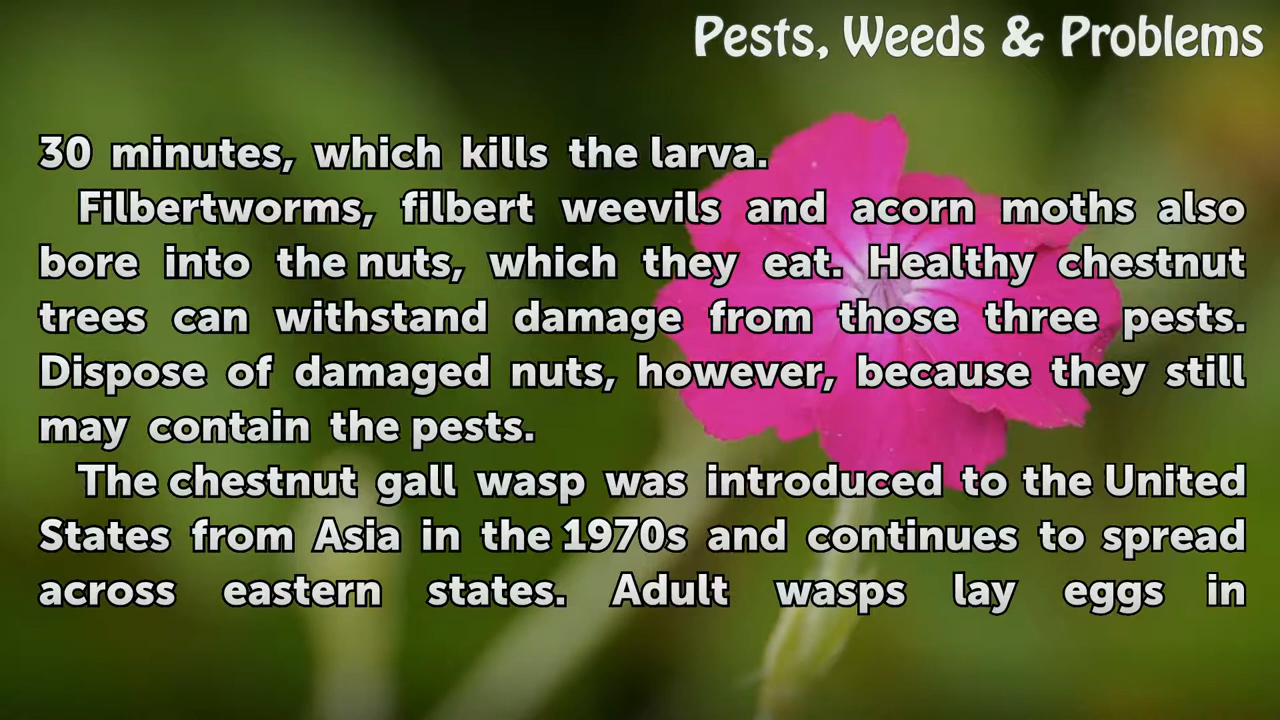 Pests, Weeds & Problems
30 minutes, which kills the larva.
Filbertworms, filbert weevils and acorn moths also
bore into the nuts, which they eat. Healthy chestnut
trees can withstand damage from those three pests.
Dispose of damaged nuts, however, because they still
may contain the pests.
The chestnut gall wasp was introduced to the United
States from Asia in the 1970s and continues to spread
across eastern states. Adult wasps lay eggs in